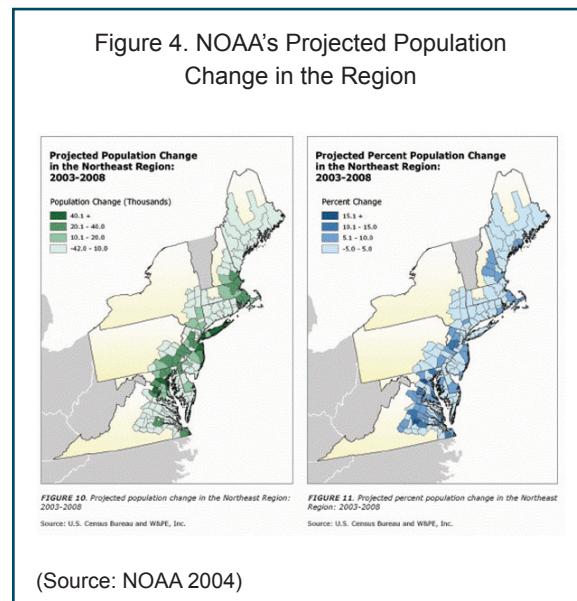 Figure 4. NOAA's Projected Population
Change in the Region
Projected Population Change
in the Northeast Region:
2003-2008
Population Change (Thousands)
40.1 +
20.1 - 40.0
10.1 - 20.0
-42.0 - 10.0
FIGURE 10. Projected population change in the Northeast Region:
2003-2008
Source: U.S. Census Bureau and W&PE, Inc.
Projected Percent Population Change
in the Northeast Region:
2003-2008
Percent Change
15.1 +
10.1 - 15.0
5.1 - 10.0
-5.0 - 5.0
FIGURE 11. Projected percent population change in the Northeast
Region: 2003-2008
Source: U.S. Census Bureau and W&PE, Inc.
(Source: NOAA 2004)